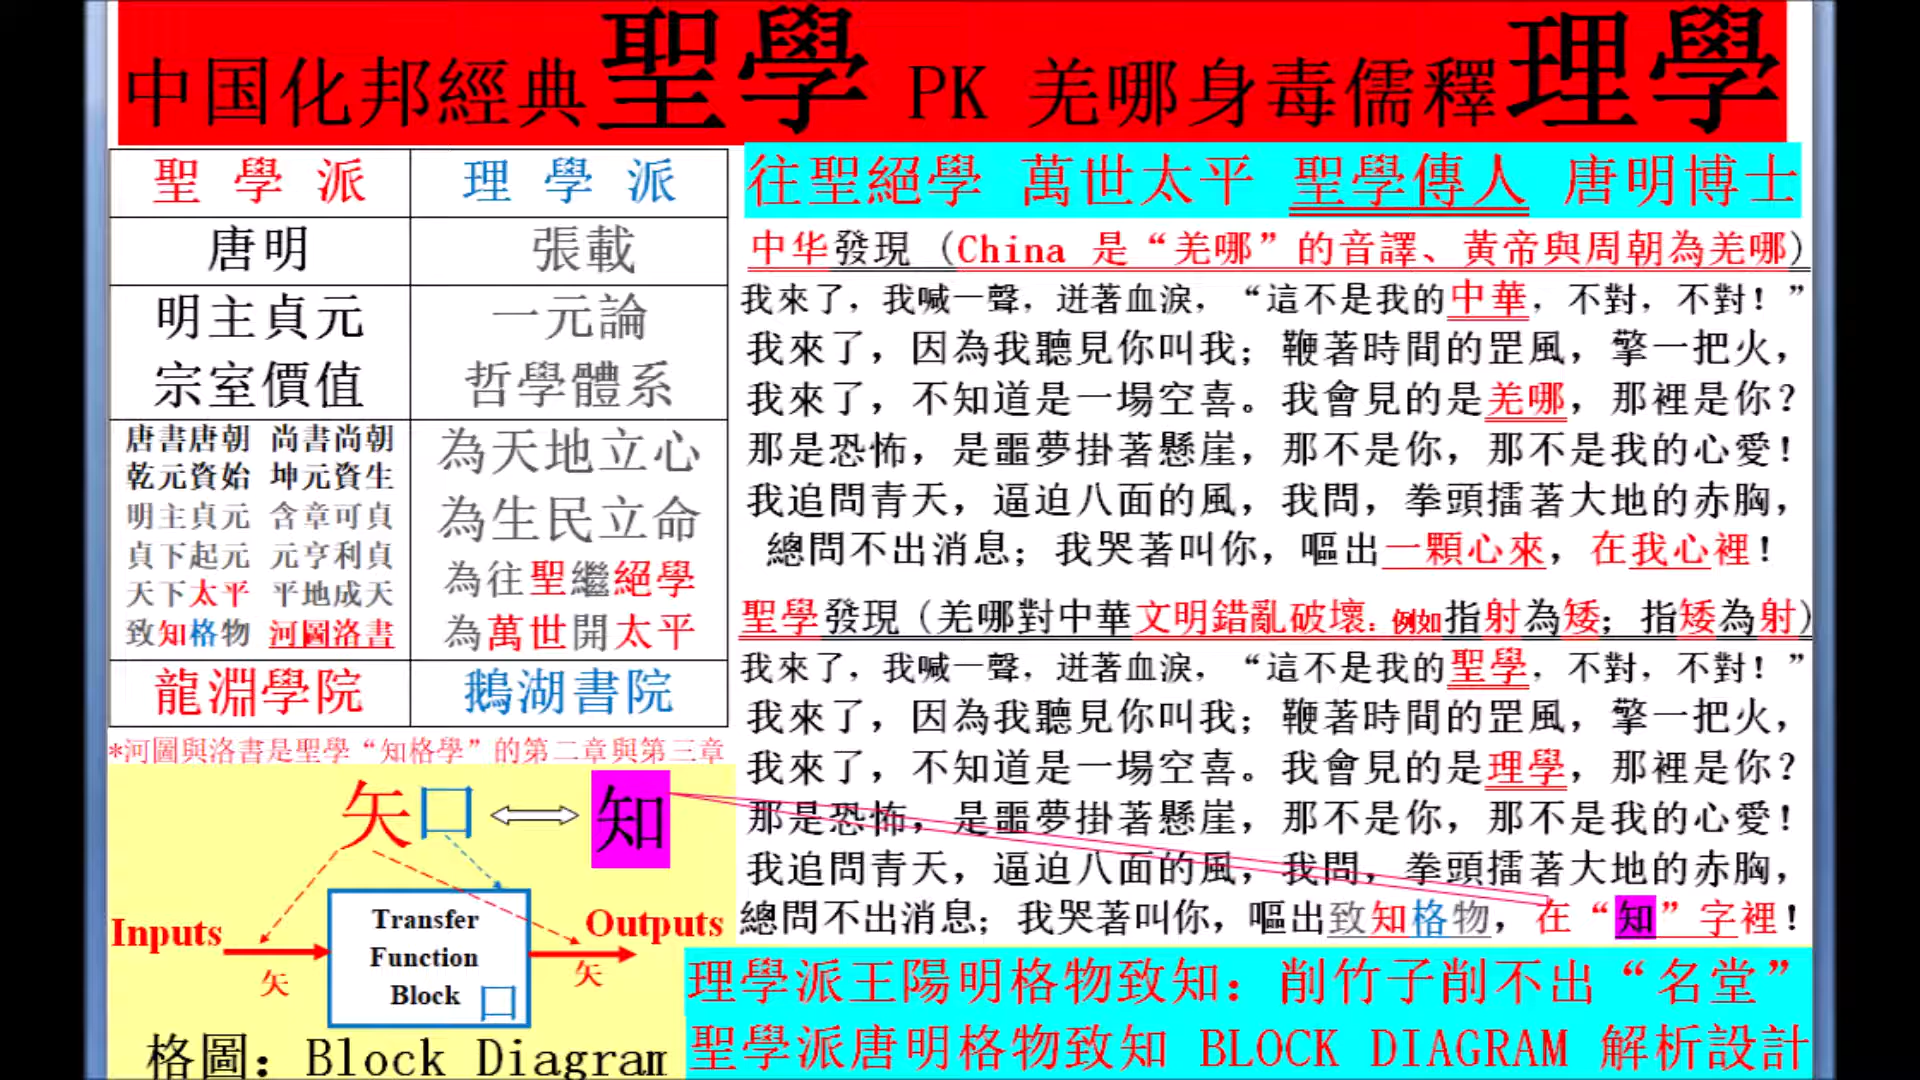 中国化邦經典聖學 PK 羌哪身毒儒釋理學
聖學派 理學派
唐明 張載
明主貞元 一元論
宗室價值 哲學體系
唐書唐朝 尚書尚朝
乾元資始 坤元資生
明主貞元 含章可貞
貞下起元 元亨利貞
天下太平 平地成天
致知格物 河圖洛書
為天地立心
為生民立命
為往聖繼絕學
為萬世開太平
龍淵學院 鵝湖書院
*河圖與洛書是聖學“知格學”的第二章與第三章
矢口 知
Inputs
矢
Transfer
Function
Block 口
Outputs
矢
格圖：Block Diagram
往聖絕學 萬世太平 聖學傳人 唐明博士
中华發現（China 是“羌哪”的音譯、黃帝與周朝為羌哪）
我來了，我喊一聲，迸著血淚，“這不是我的中華，不對，不對！”
我來了，因為我聽見你叫我；鞭著時間的罡風，擎一把火，
我來了，不知道是一場空喜。我會見的是羌哪，那裡是你？
那是恐怖，是噩夢掛著懸崖，那不是你，那不是我的心愛！
我追問青天，逼迫八面的風，我問，拳頭擂著大地的赤胸，
總問不出消息；我哭著叫你，嘔出一顆心來，在我心裡！
聖學發現（羌哪對中華文明錯亂破壞：例如指射為矮；指矮為射）
我來了，我喊一聲，迸著血淚，“這不是我的聖學，不對，不對！”
我來了，因為我聽見你叫我；鞭著時間的罡風，擎一把火，
我來了，不知道是一場空喜。我會見的是理學，那裡是你？
那是恐怖，是噩夢掛著懸崖，那不是你，那不是我的心愛！
我追問青天，逼迫八面的風，我問，拳頭擂著大地的赤胸，
總問不出消息；我哭著叫你，嘔出致知格物，在“知”字裡！
理學派王陽明格物致知：削竹子削不出“名堂”
聖學派唐明格物致知 BLOCK DIAGRAM 解析設計